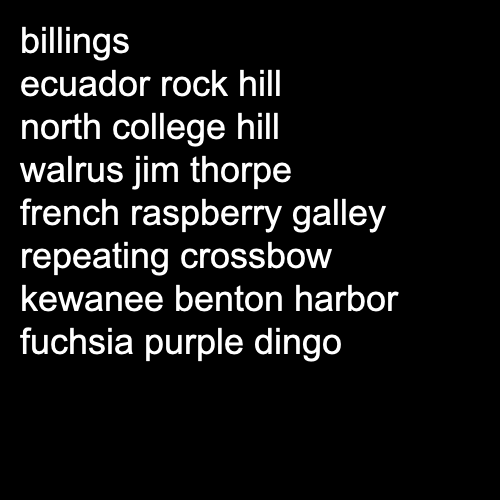 billings
ecuador rock hill
north college hill
walrus jim thorpe
french raspberry galley
repeating crossbow
kewanee benton harbor
fuchsia purple dingo